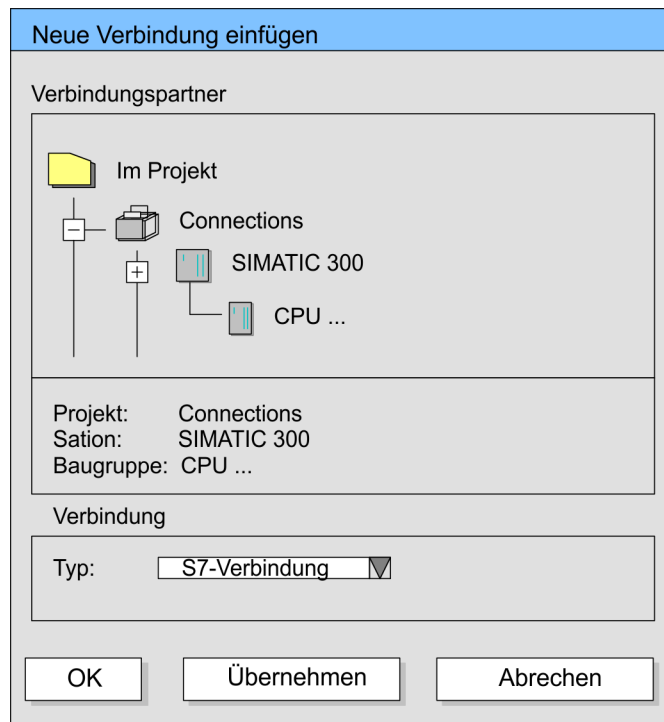 Neue Verbindung einfügen
Verbindungspartner
Im Projekt
Connections
SIMATIC 300
CPU ...
Projekt: Connections
Sation: SIMATIC 300
Baugruppe: CPU ...
Verbindung
Typ: S7-Verbindung
OK Übernehmen Abrechen